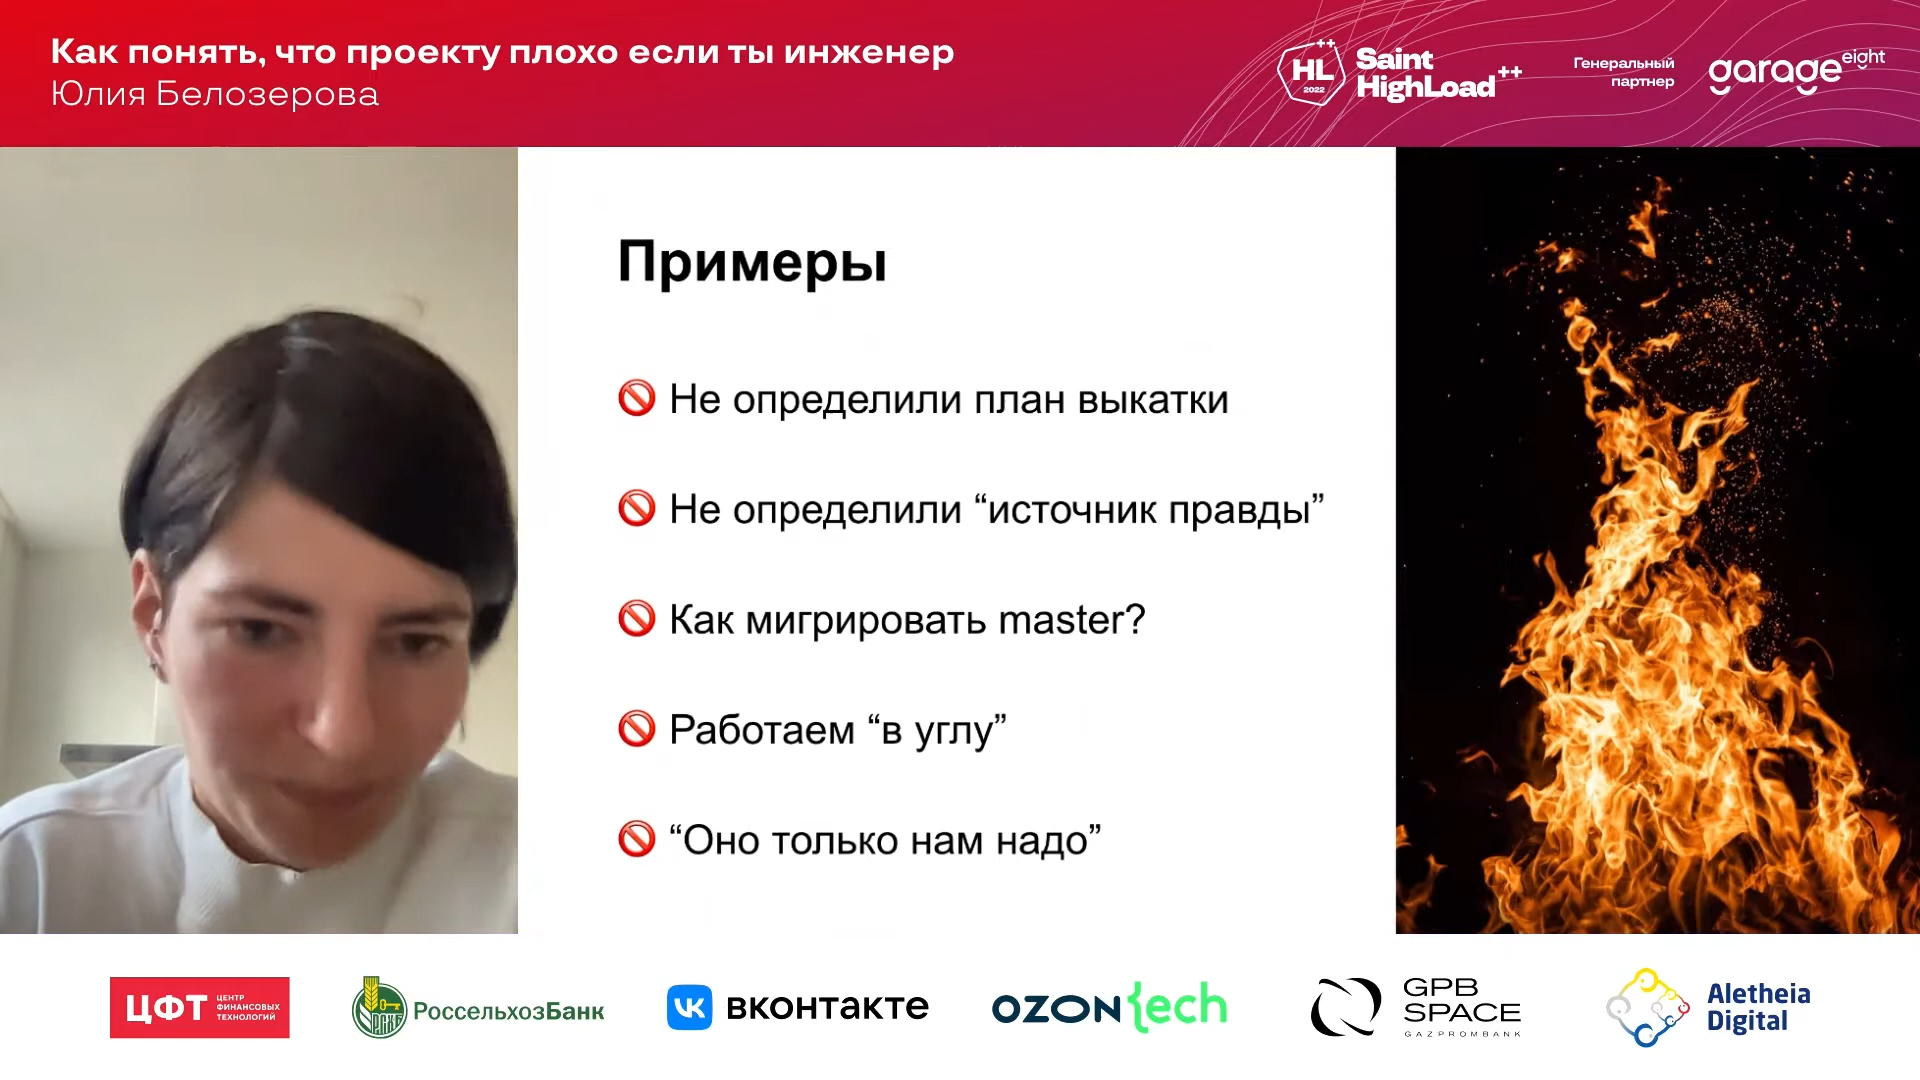 Как понять, что проекту плохо если ты инженер
Юлия Белозерова
HL++
2022
Saint
HighLoad++
Генеральный
партнер
garage eight
Примеры
🚫 Не определили план выкатки
🚫 Не определили “источник правды”
🚫 Как мигрировать master?
🚫 Работаем “в углу”
🚫 “Оно только нам надо”
ЦФТ
ЦЕНТР
ФИНАНСОВЫХ
ТЕХНОЛОГИЙ
РСХБ
РоссельхозБанк
VK
вконтакте
OZON{tech
GPB
SPACE
GAZPROMBANK
Aletheia
Digital